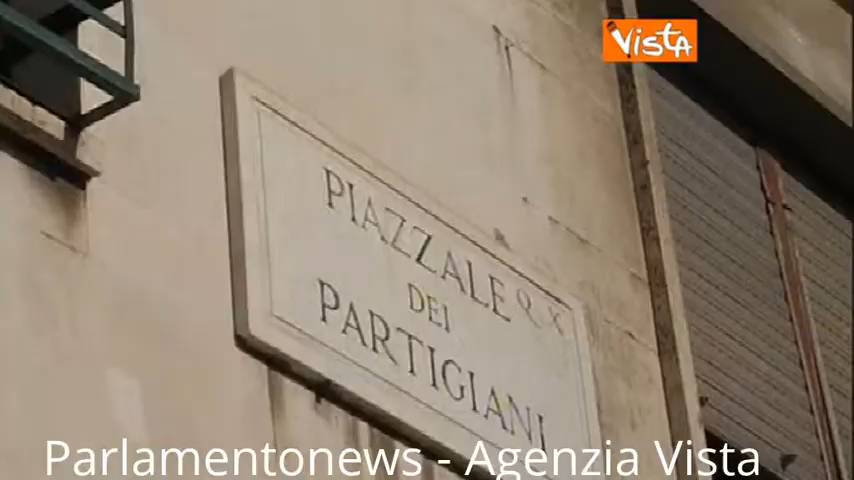 Vista
PIAZZALE Q. X
DEI
PARTIGIANI
Parlamentonews - Agenzia Vista